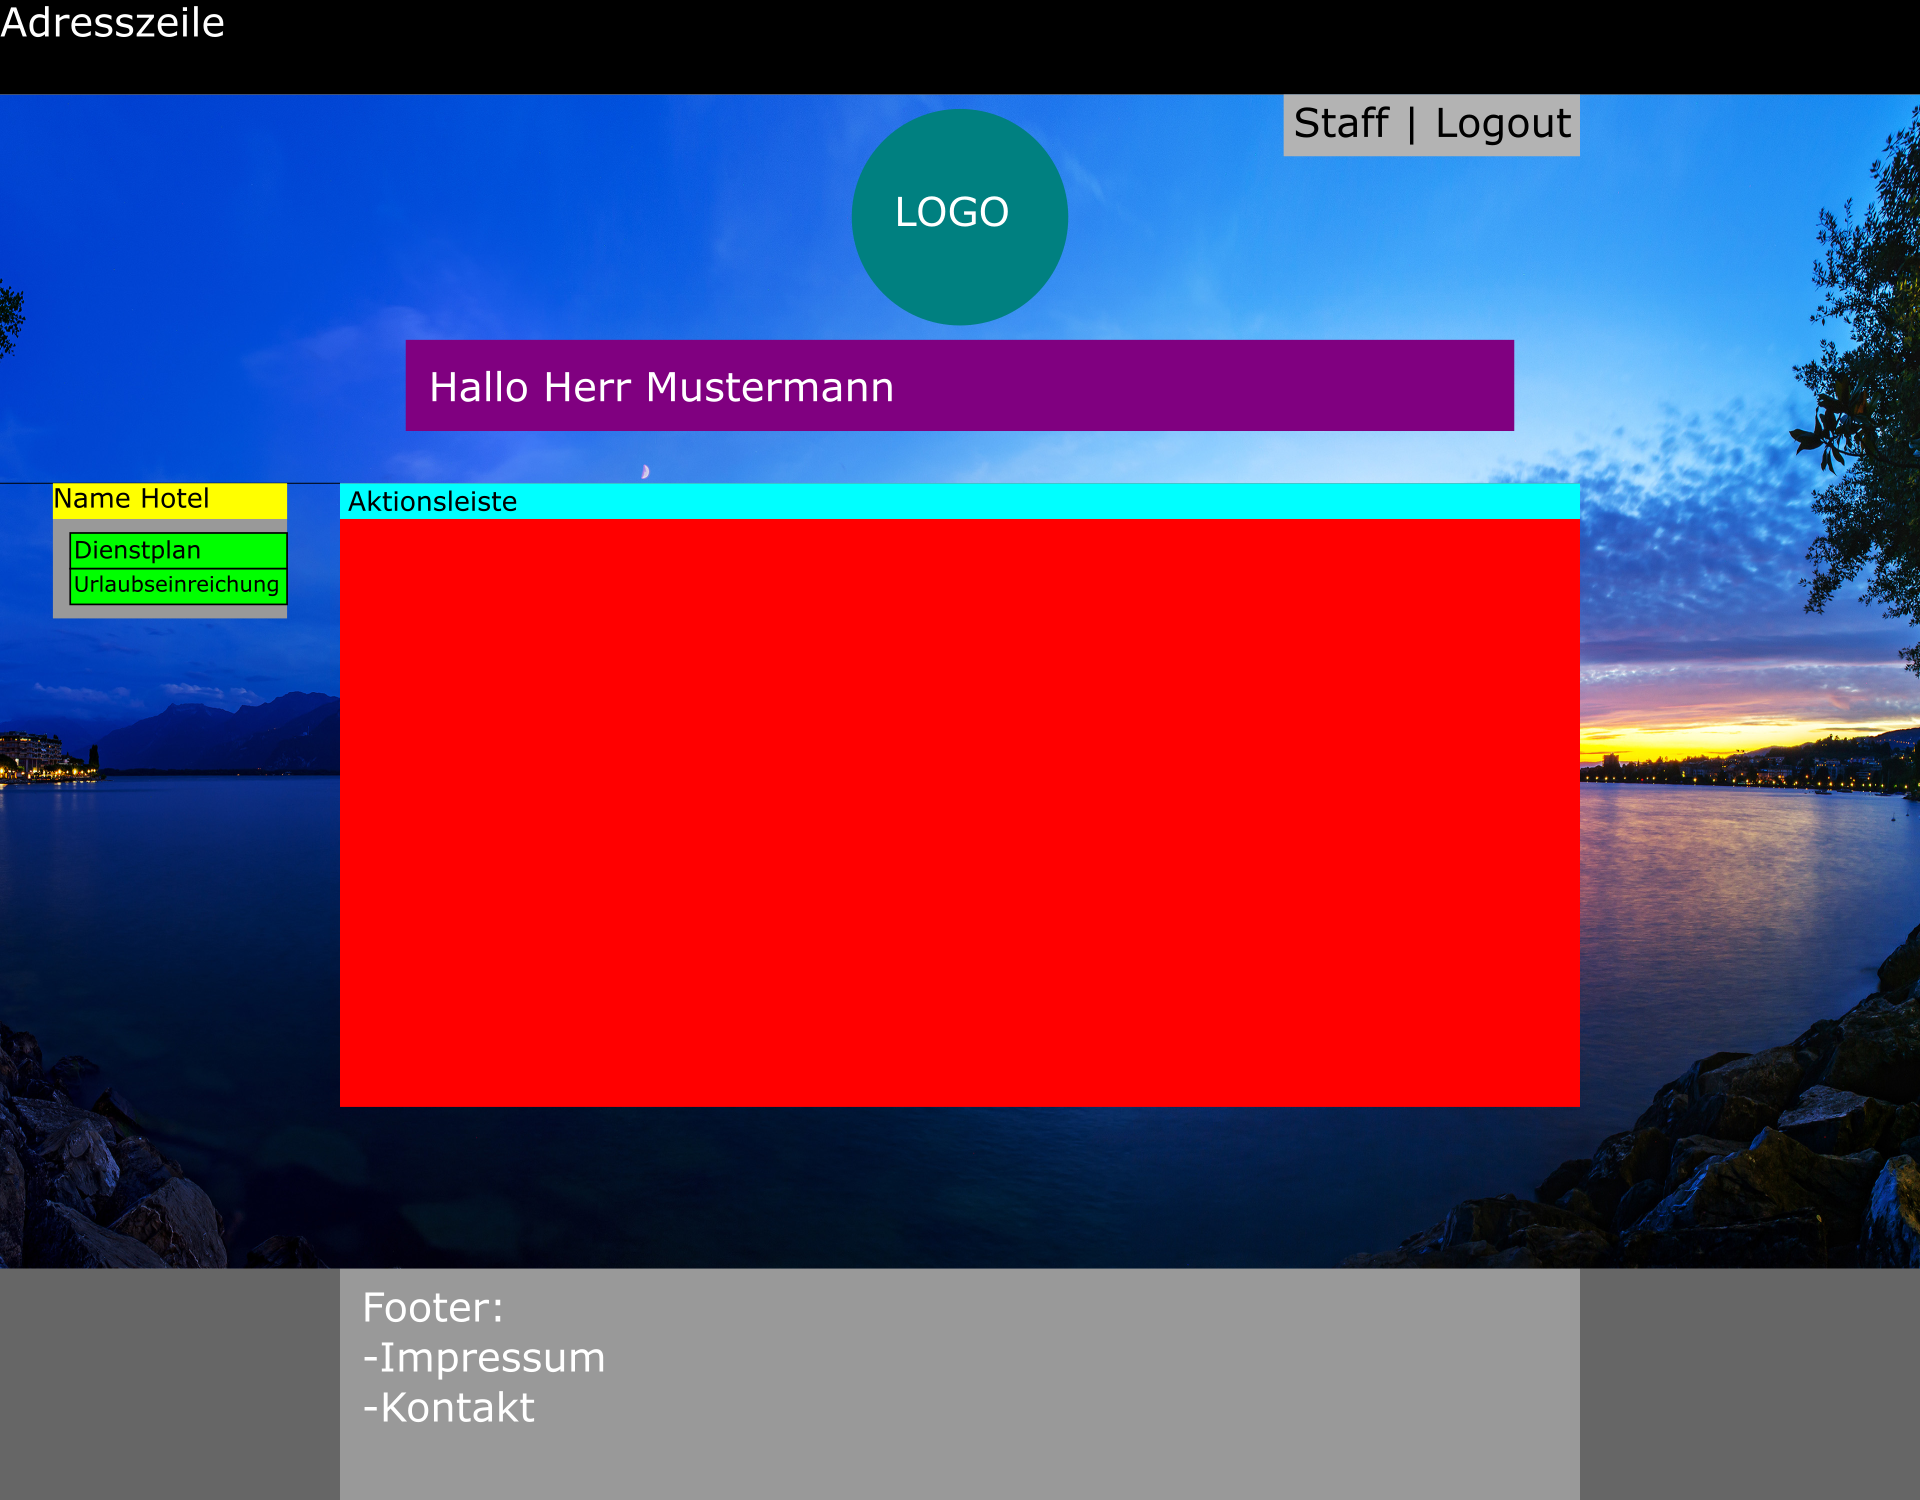 Adresszeile
Staff | Logout
LOGO
Hallo Herr Mustermann
Name Hotel
Aktionsleiste
Dienstplan
Urlaubseinreichung
Footer:
-Impressum
-Kontakt